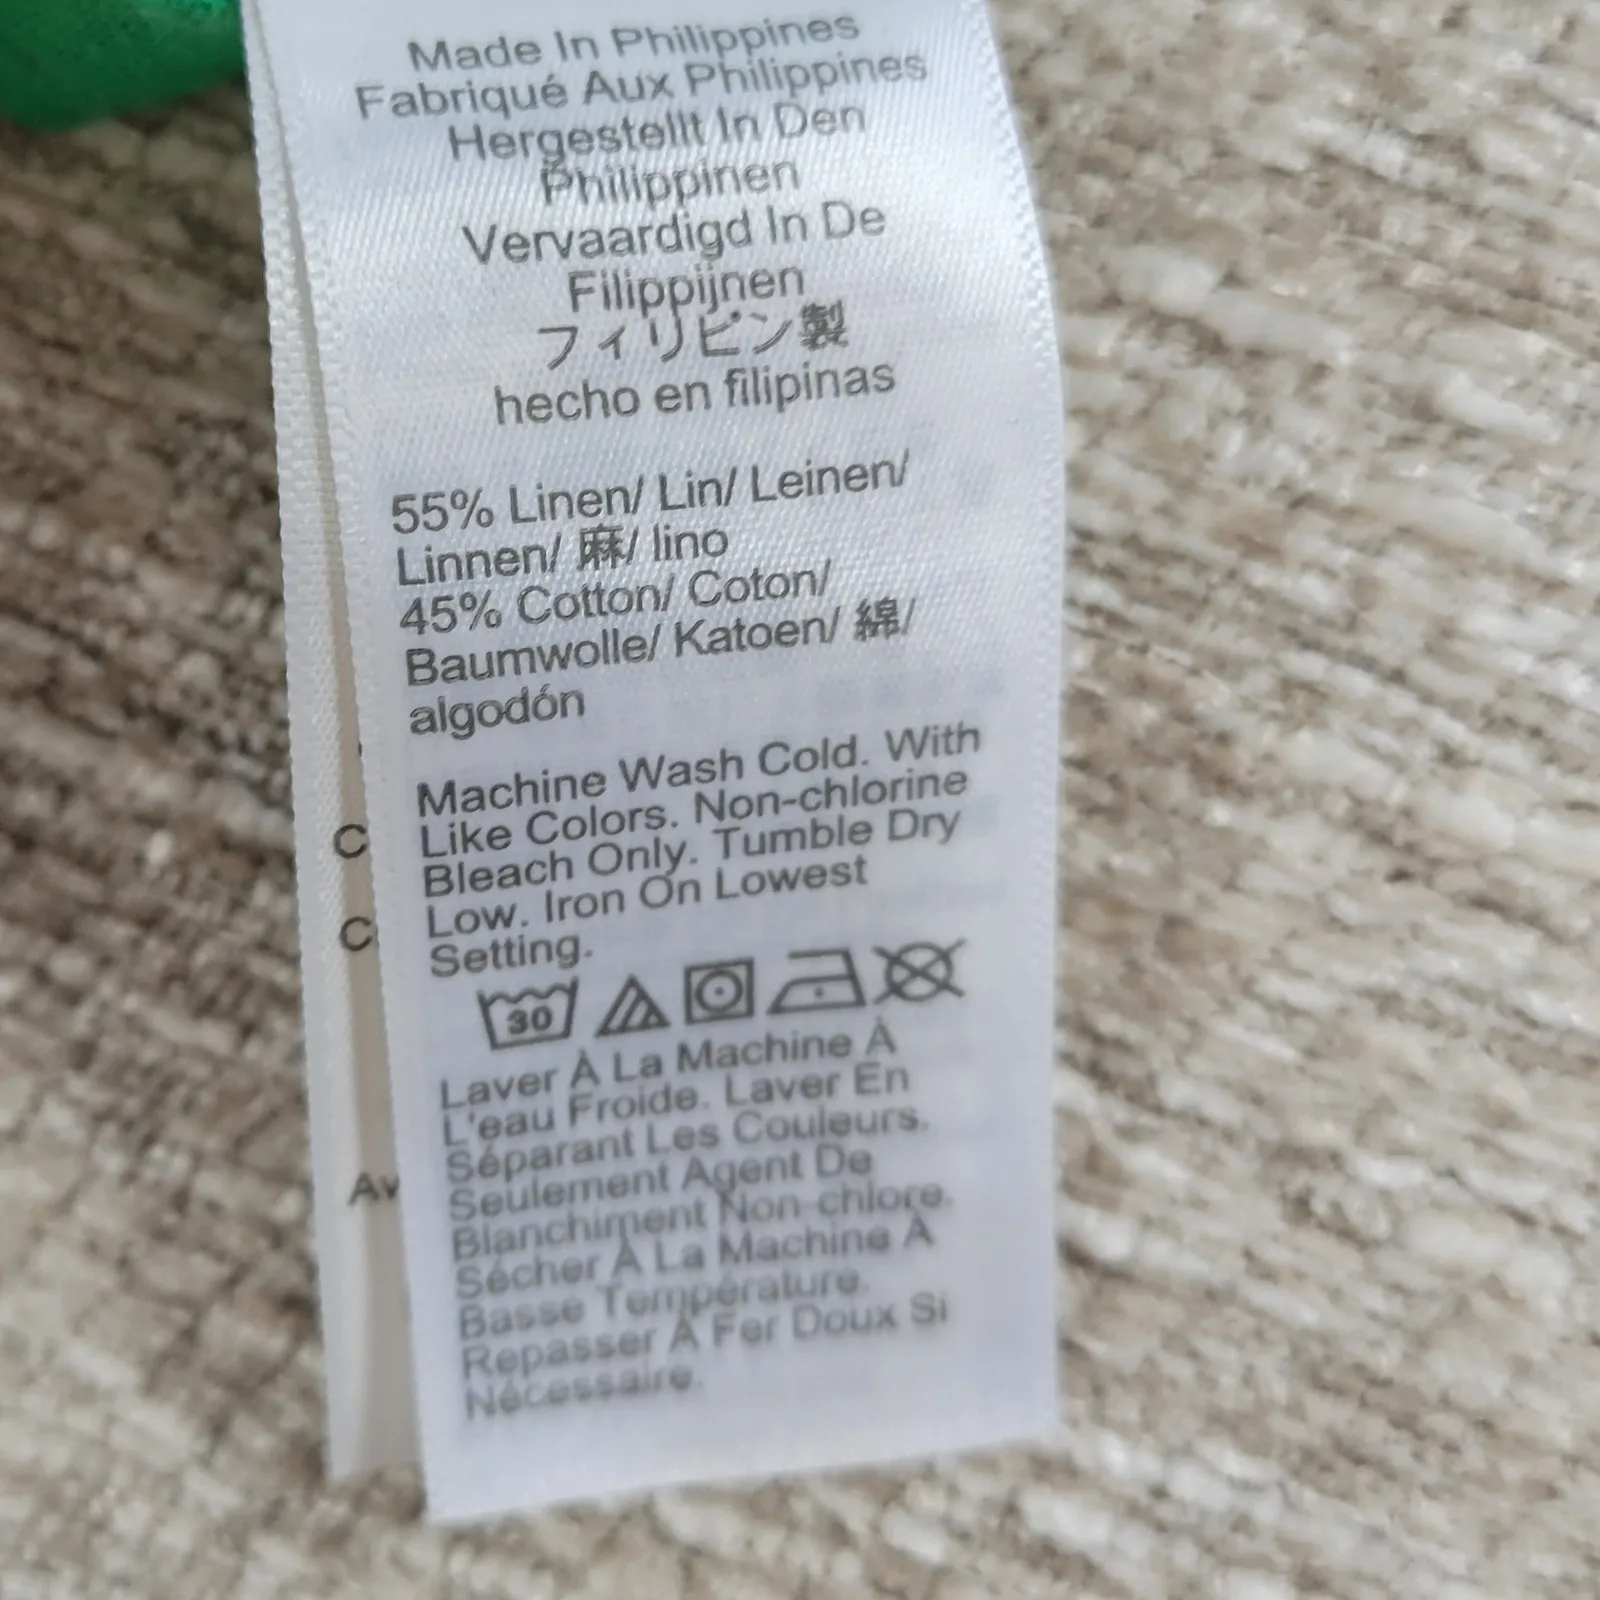 Made In Philippines
Fabriqué Aux Philippines
Hergestellt In Den
Philippinen
Vervaardigd In De
Filippijnen
フィリピン製
hecho en filipinas
55% Linen/ Lin/ Leinen/
Linnen/ 麻/ lino
45% Cotton/ Coton/
Baumwolle/ Katoen/ 綿/
algodón
Machine Wash Cold. With
Like Colors. Non-chlorine
Bleach Only. Tumble Dry
Low. Iron On Lowest
Setting.
30
Laver À La Machine À
L'eau Froide. Laver En
Séparant Les Couleurs.
Seulement Agent De
Blanchiment Non-chlore.
Sécher À La Machine À
Basse Température.
Repasser À Fer Doux Si
Nécessaire.
C
C
Av